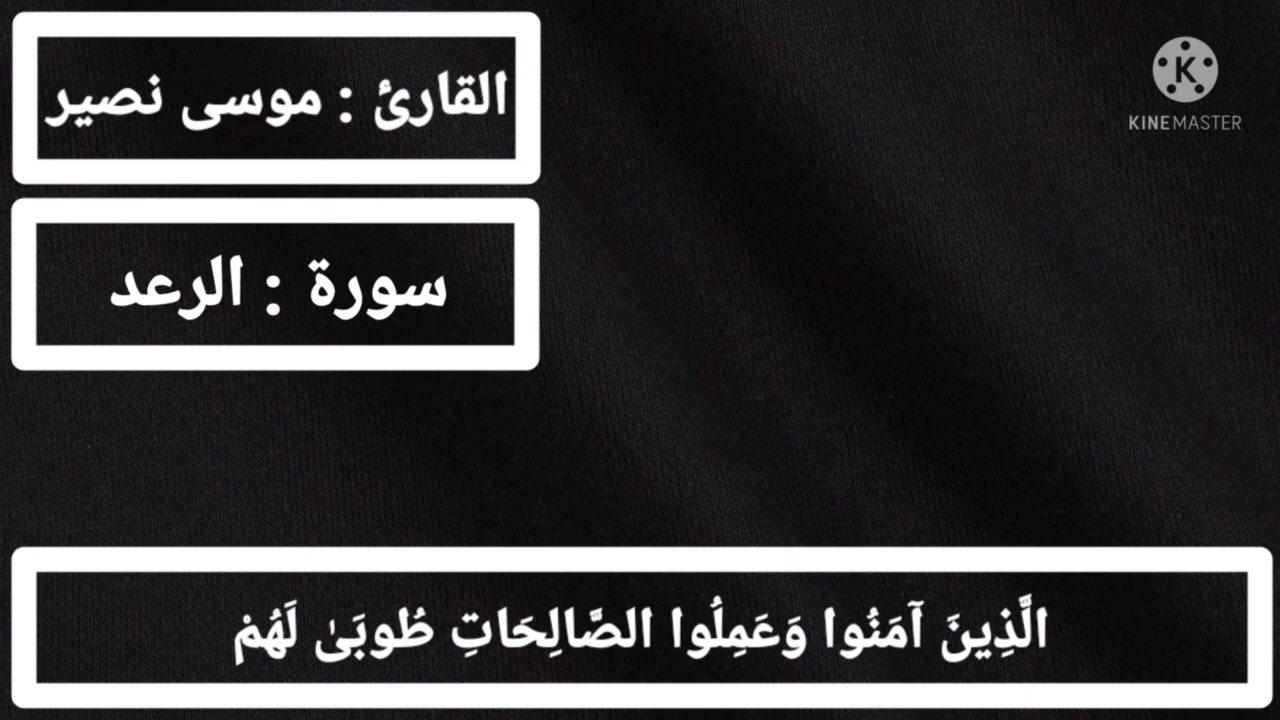 القارئ : موسى نصير
KINEMASTER
سورة : الرعد
الَّذِينَ آمَنُوا وَعَمِلُوا الصَّالِحَاتِ طُوبَىٰ لَهُمْ